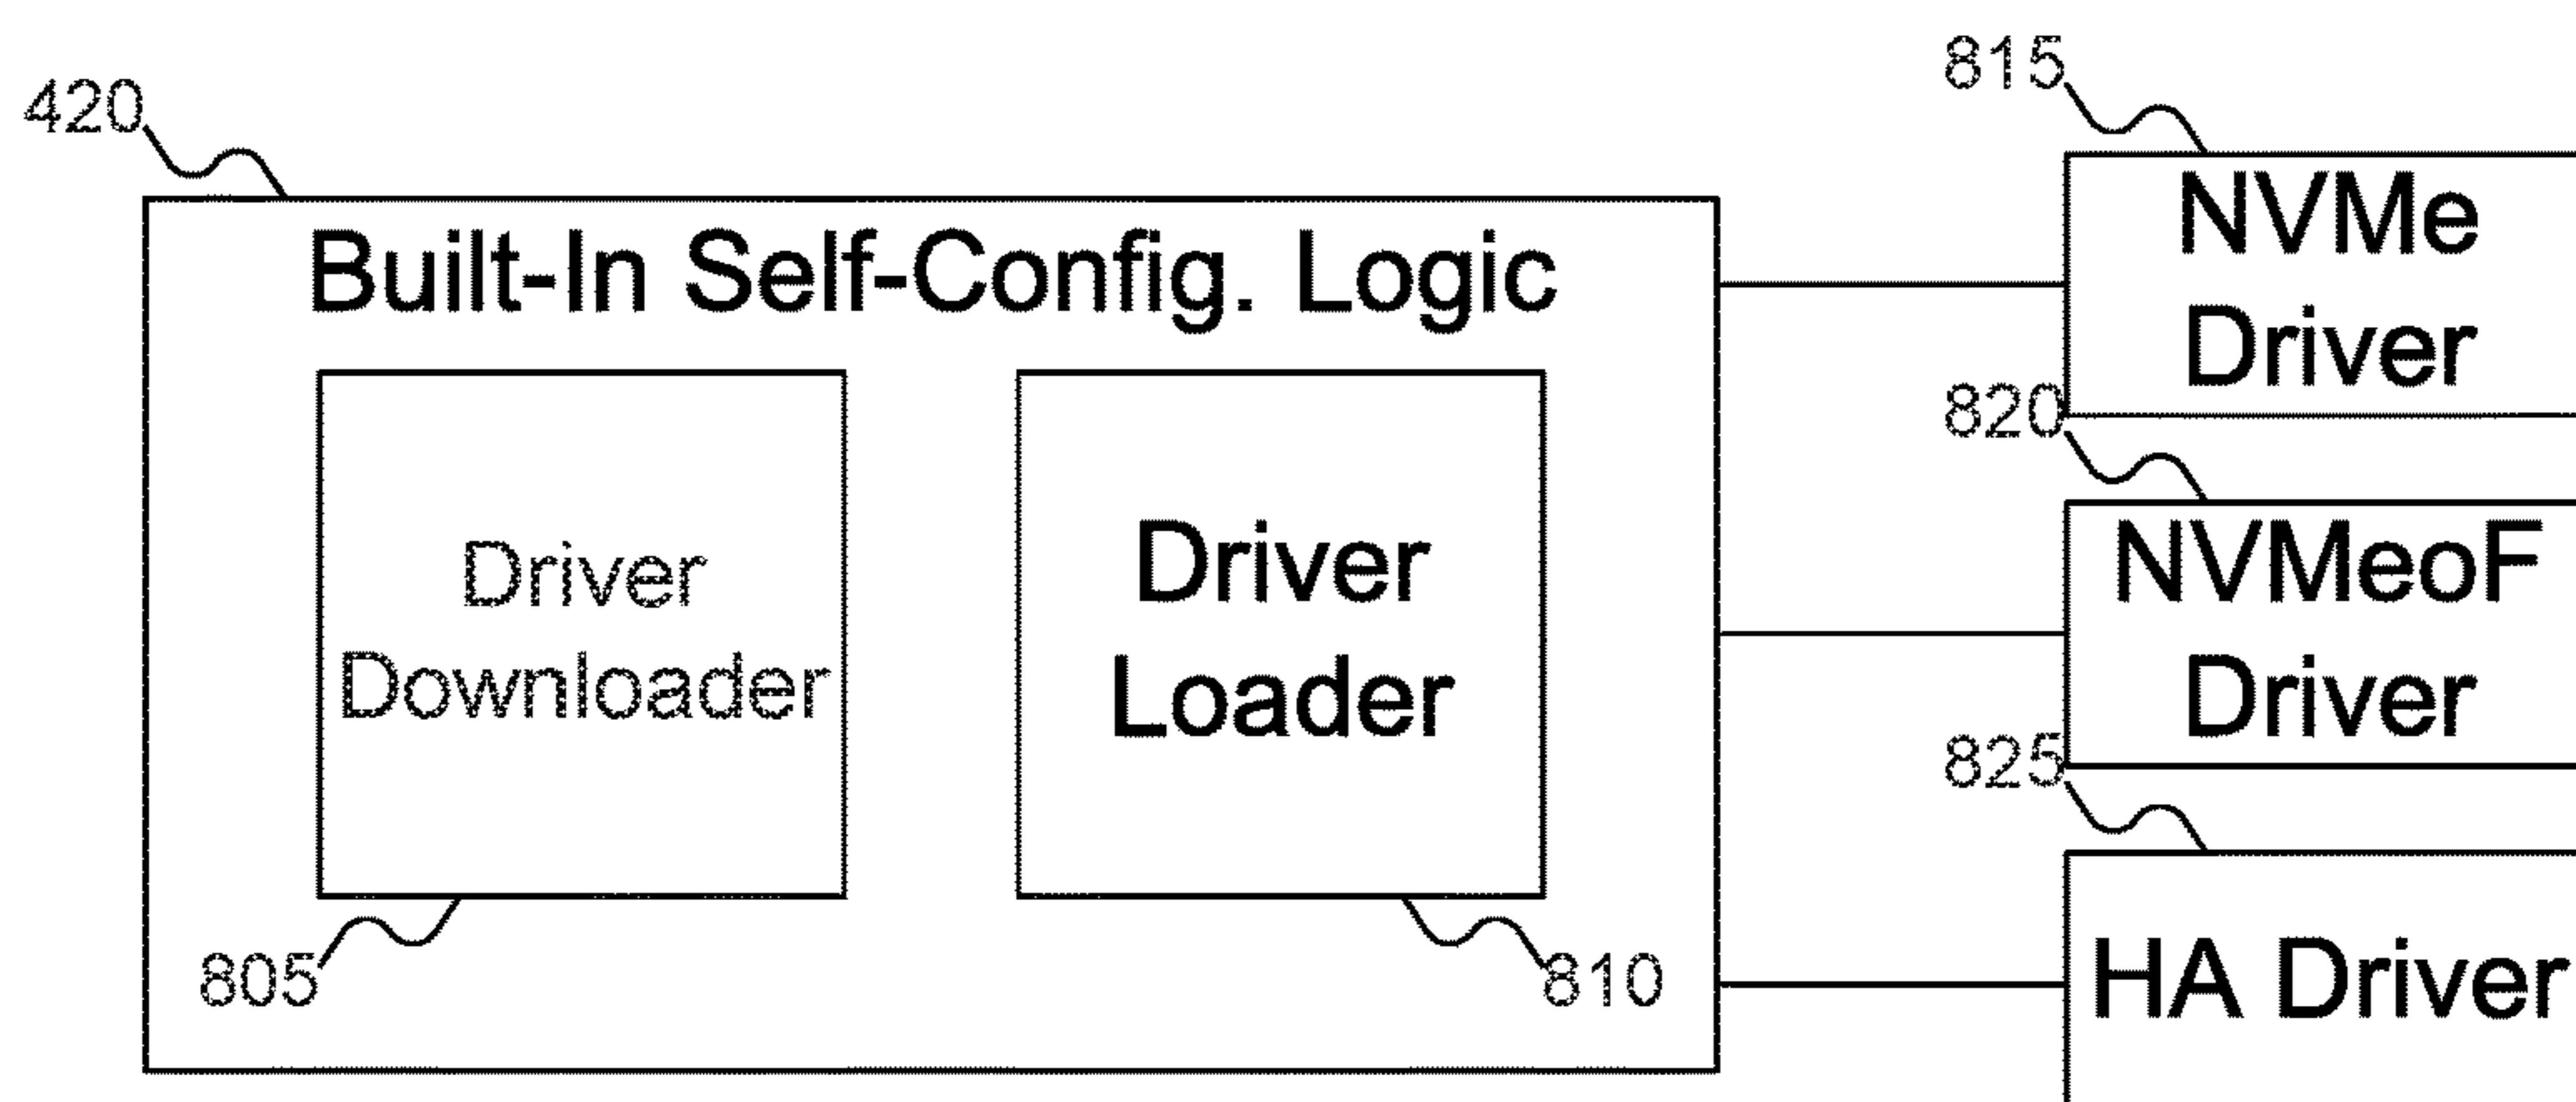 420
Built-In Self-Config. Logic
Driver
Downloader
805
Driver
Loader
810
815
NVMe
Driver
820
NVMeoF
Driver
825
HA Driver